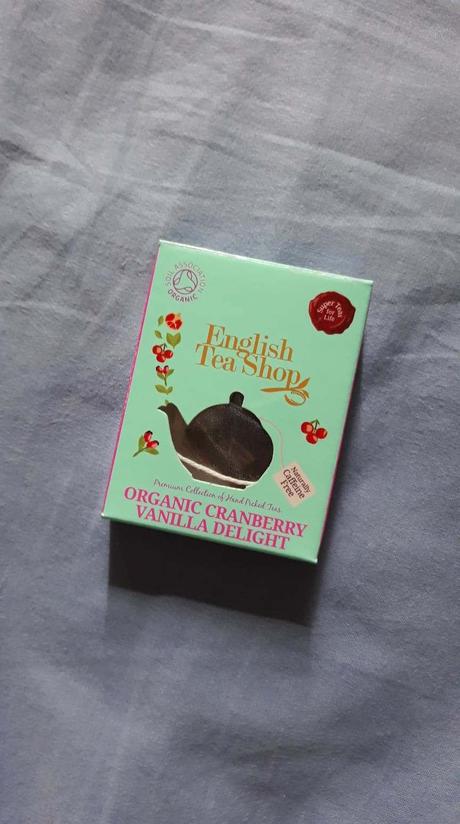 SOIL ASSOCIATION
ORGANIC
Super Teas
for
Life
English
Tea Shop
Naturally
Caffeine
Free
Premium Collection of Hand Picked Teas
ORGANIC CRANBERRY
VANILLA DELIGHT